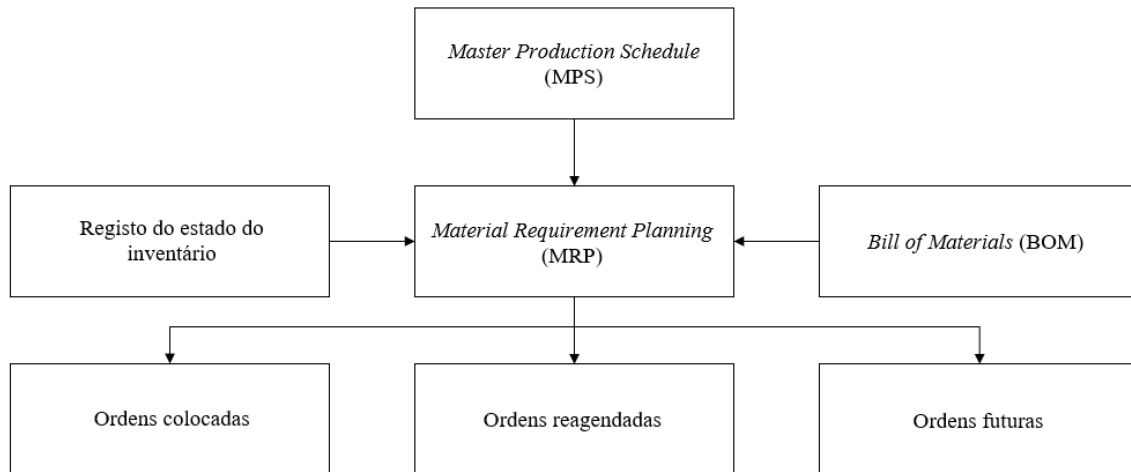 Master Production Schedule
(MPS)
Registo do estado do
inventário
Material Requirement Planning
(MRP)
Bill of Materials (BOM)
Ordens colocadas
Ordens reagendadas
Ordens futuras